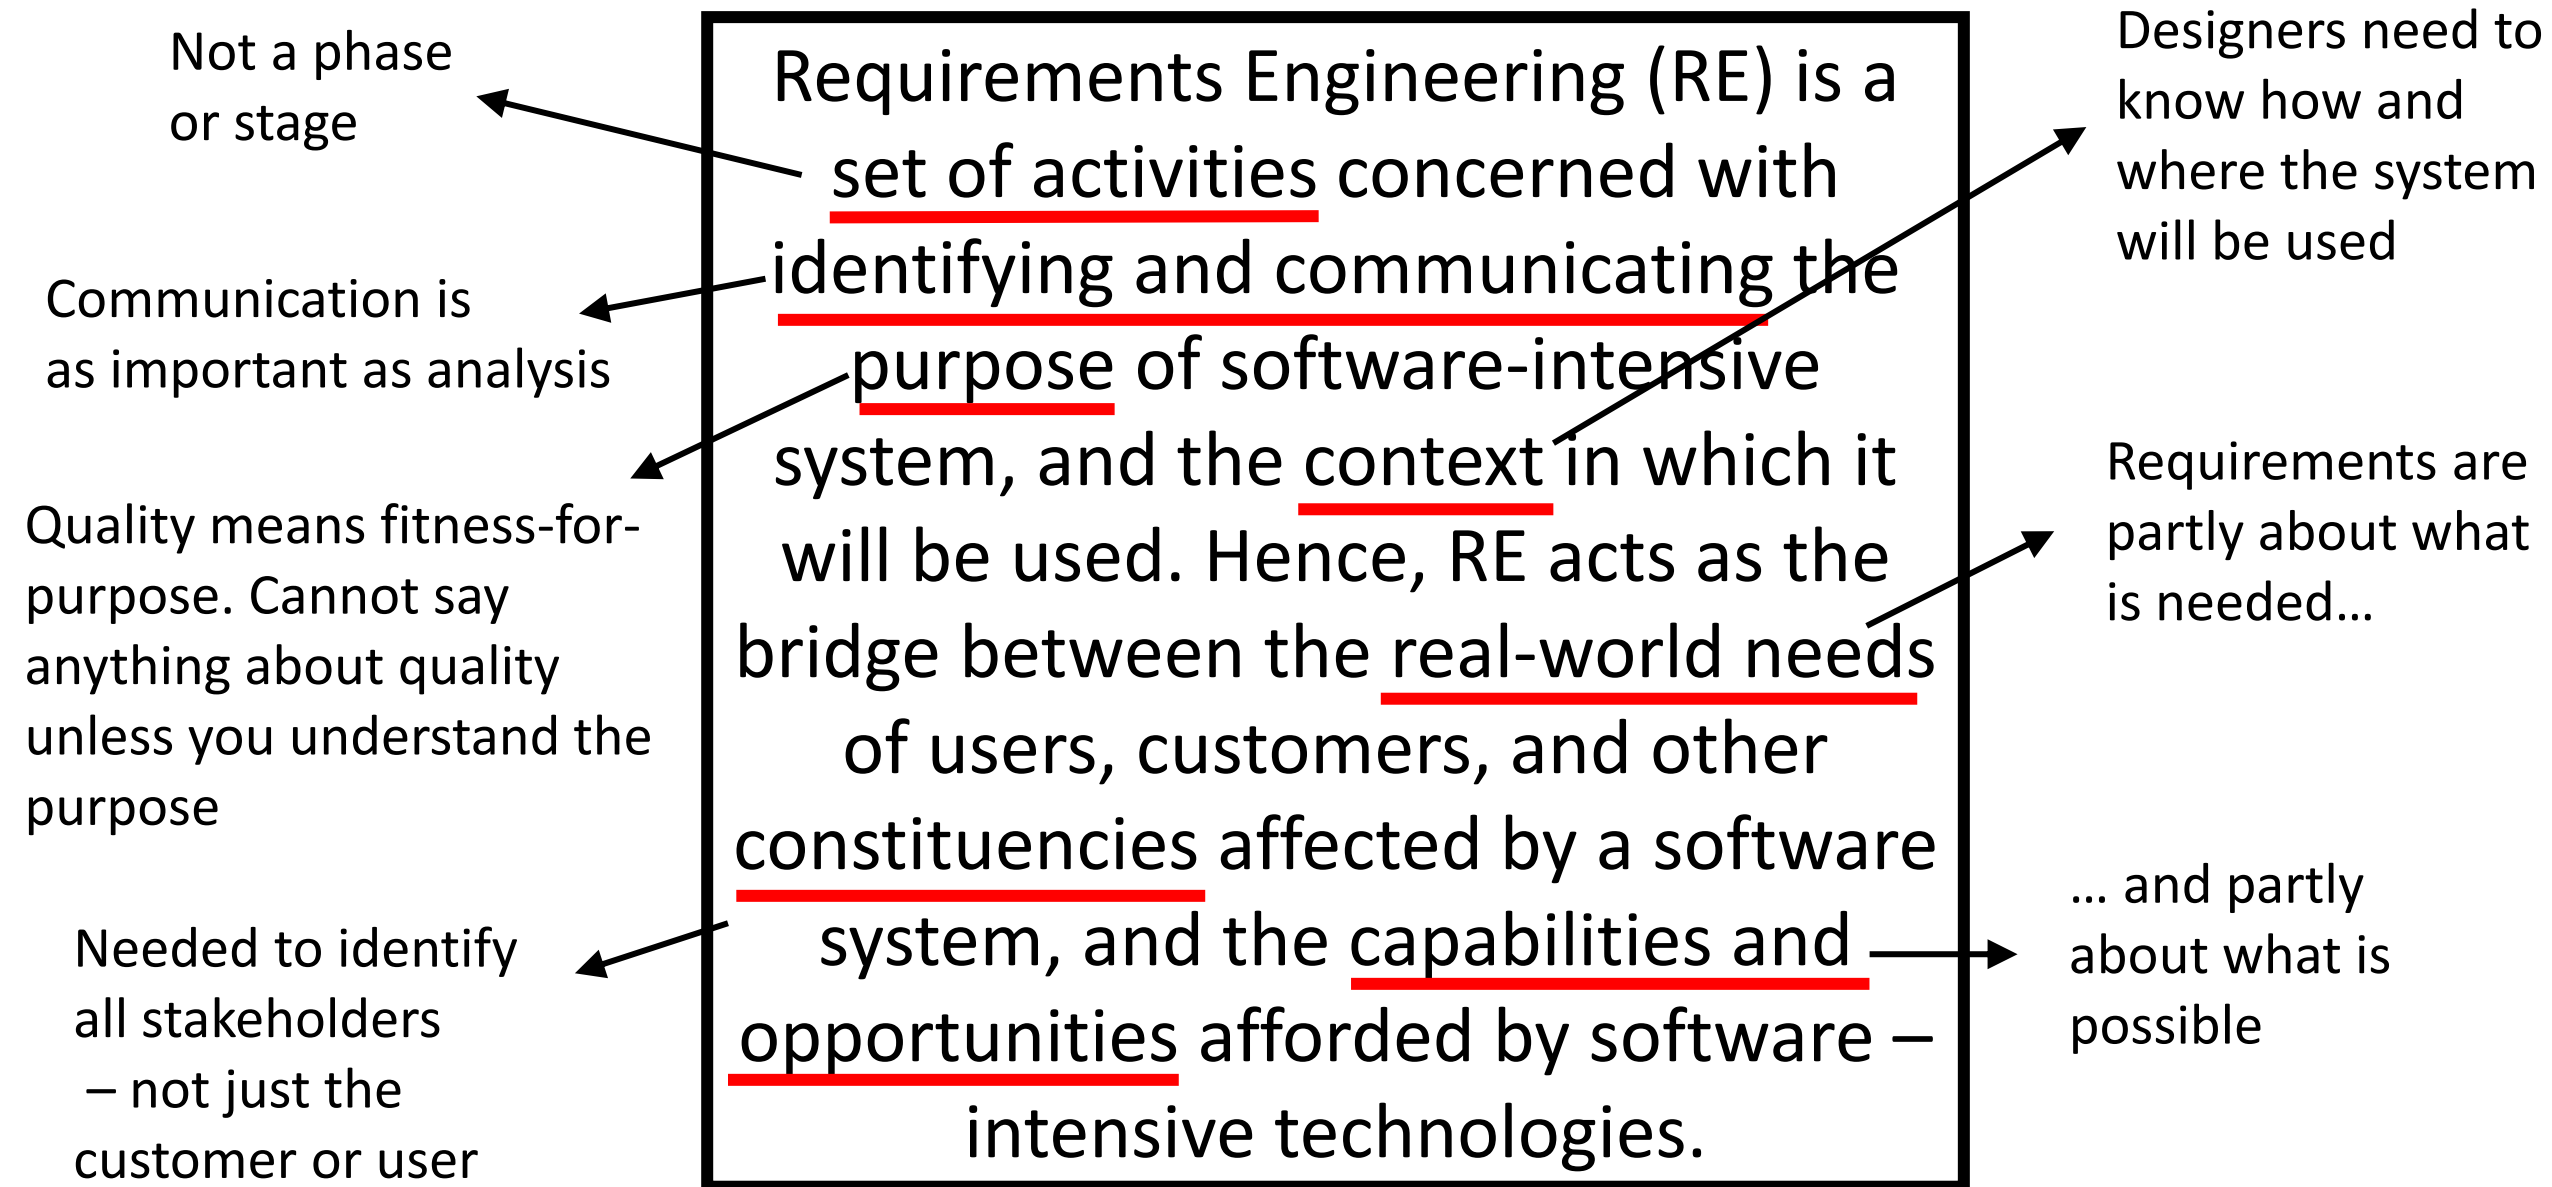 Not a phase
or stage
Communication is
as important as analysis
Quality means fitness-for-
purpose. Cannot say
anything about quality
unless you understand the
purpose
Needed to identify
all stakeholders
– not just the
customer or user
Requirements Engineering (RE) is a
set of activities concerned with
identifying and communicating the
purpose of software-intensive
system, and the context in which it
will be used. Hence, RE acts as the
bridge between the real-world needs
of users, customers, and other
constituencies affected by a software
system, and the capabilities and
opportunities afforded by software –
intensive technologies.
Designers need to
know how and
where the system
will be used
Requirements are
partly about what
is needed…
… and partly
about what is
possible